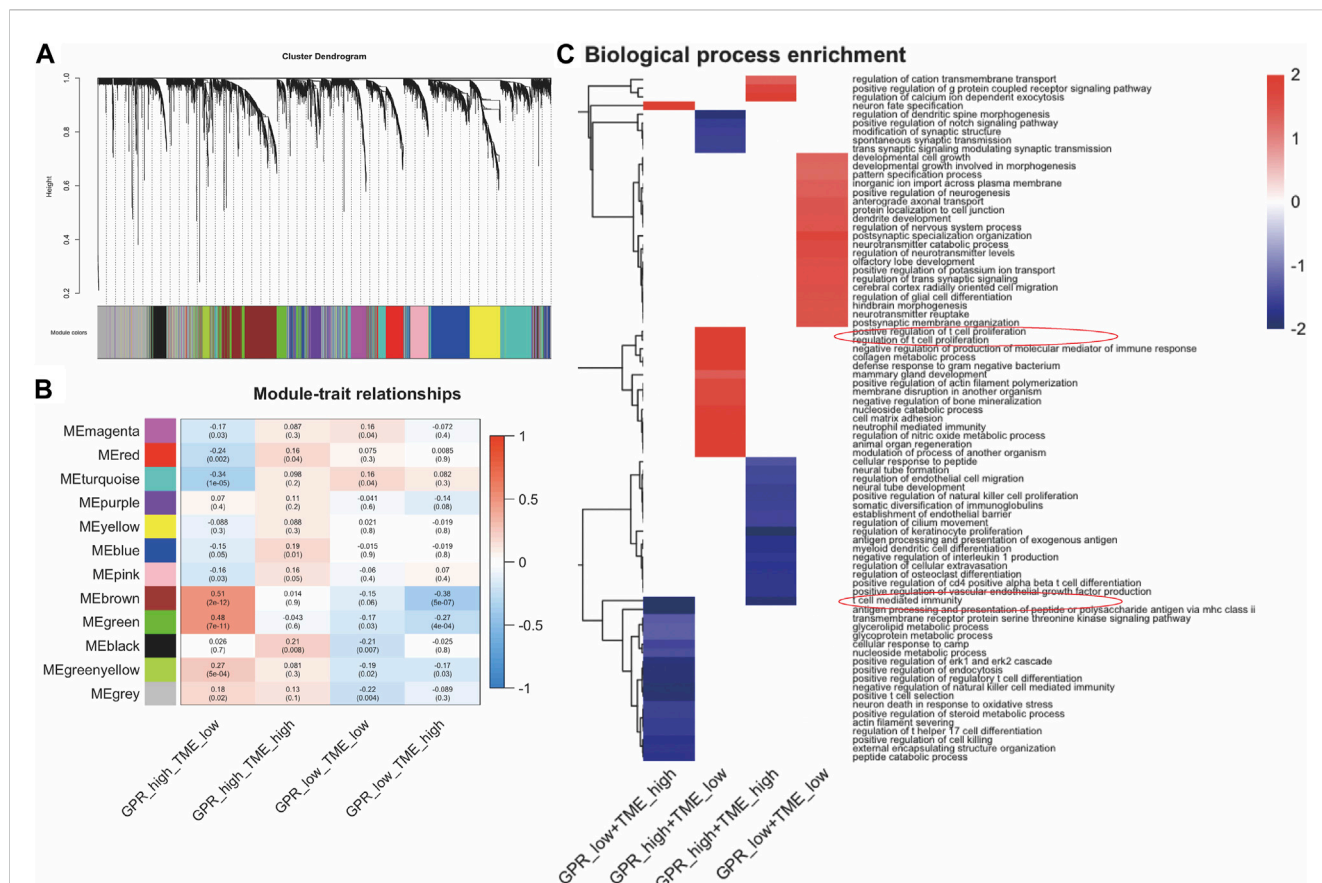 A
Cluster Dendrogram
Height
1.0
0.8
0.6
0.4
0.2
Module colors
B
Module-trait relationships
MEmagenta -0.17 0.087 0.16 -0.072
(0.03) (0.3) (0.04) (0.4)
MEred -0.24 0.16 0.075 0.0085
(0.002) (0.04) (0.3) (0.9)
MEturquoise -0.34 0.098 0.16 0.082
(1e-05) (0.2) (0.04) (0.3)
MEpurple 0.07 0.11 -0.041 -0.14
(0.4) (0.2) (0.6) (0.08)
MEyellow -0.088 0.088 0.021 -0.019
(0.3) (0.3) (0.8) (0.8)
MEblue -0.15 0.19 -0.015 -0.019
(0.05) (0.01) (0.9) (0.8)
MEpink -0.16 0.16 -0.06 0.07
(0.03) (0.05) (0.4) (0.4)
MEbrown 0.51 0.014 -0.15 -0.38
(2e-12) (0.9) (0.06) (5e-07)
MEgreen 0.48 -0.043 -0.17 -0.27
(7e-11) (0.6) (0.03) (4e-04)
MEblack 0.026 0.21 -0.21 -0.025
(0.7) (0.008) (0.007) (0.8)
MEgreenyellow 0.27 0.081 -0.19 -0.17
(5e-04) (0.3) (0.02) (0.03)
MEgrey 0.18 0.13 -0.22 -0.089
(0.02) (0.1) (0.004) (0.3)
GPR_high_TME_low
GPR_high_TME_high
GPR_low_TME_low
GPR_low_TME_high
1
0.5
0
-0.5
-1
C Biological process enrichment
regulation of cation transmembrane transport
positive regulation of g protein coupled receptor signaling pathway
regulation of calcium ion dependent exocytosis
neuron fate specification
regulation of dendritic spine morphogenesis
positive regulation of notch signaling pathway
modification of synaptic structure
spontaneous synaptic transmission
trans synaptic signaling modulating synaptic transmission
developmental cell growth
developmental growth involved in morphogenesis
pattern specification process
inorganic ion import across plasma membrane
positive regulation of neurogenesis
anterograde axonal transport
protein localization to cell junction
dendrite development
regulation of nervous system process
postsynaptic specialization organization
neurotransmitter catabolic process
regulation of neurotransmitter levels
olfactory lobe development
positive regulation of potassium ion transport
regulation of trans synaptic signaling
cerebral cortex radially oriented cell migration
regulation of glial cell differentiation
hindbrain morphogenesis
neurotransmitter reuptake
postsynaptic membrane organization
positive regulation of t cell proliferation
regulation of t cell proliferation
negative regulation of production of molecular mediator of immune response
collagen metabolic process
defense response to gram negative bacterium
mammary gland development
positive regulation of actin filament polymerization
membrane disruption in another organism
negative regulation of bone mineralization
nucleoside catabolic process
cell matrix adhesion
neutrophil mediated immunity
regulation of nitric oxide metabolic process
animal organ regeneration
modulation of process of another organism
cellular response to peptide
neural tube formation
regulation of endothelial cell migration
neural tube development
positive regulation of natural killer cell proliferation
somatic diversification of immunoglobulins
establishment of endothelial barrier
regulation of cilium movement
regulation of keratinocyte proliferation
antigen processing and presentation of exogenous antigen
myeloid dendritic cell differentiation
negative regulation of interleukin 1 production
regulation of cellular extravasation
regulation of osteoclast differentiation
positive regulation of cd4 positive alpha beta t cell differentiation
positive regulation of vascular endothelial growth factor production
t cell mediated immunity
antigen processing and presentation of peptide or polysaccharide antigen via mhc class ii
transmembrane receptor protein serine threonine kinase signaling pathway
glycerolipid metabolic process
glycoprotein metabolic process
cellular response to camp
nucleoside metabolic process
positive regulation of erk1 and erk2 cascade
positive regulation of endocytosis
positive regulation of regulatory t cell differentiation
negative regulation of natural killer cell mediated immunity
positive t cell selection
neuron death in response to oxidative stress
positive regulation of steroid metabolic process
actin filament severing
regulation of t helper 17 cell differentiation
positive regulation of cell killing
external encapsulating structure organization
peptide catabolic process
GPR_low+TME_high
GPR_high+TME_low
GPR_high+TME_high
GPR_low+TME_low
2
1
0
-1
-2